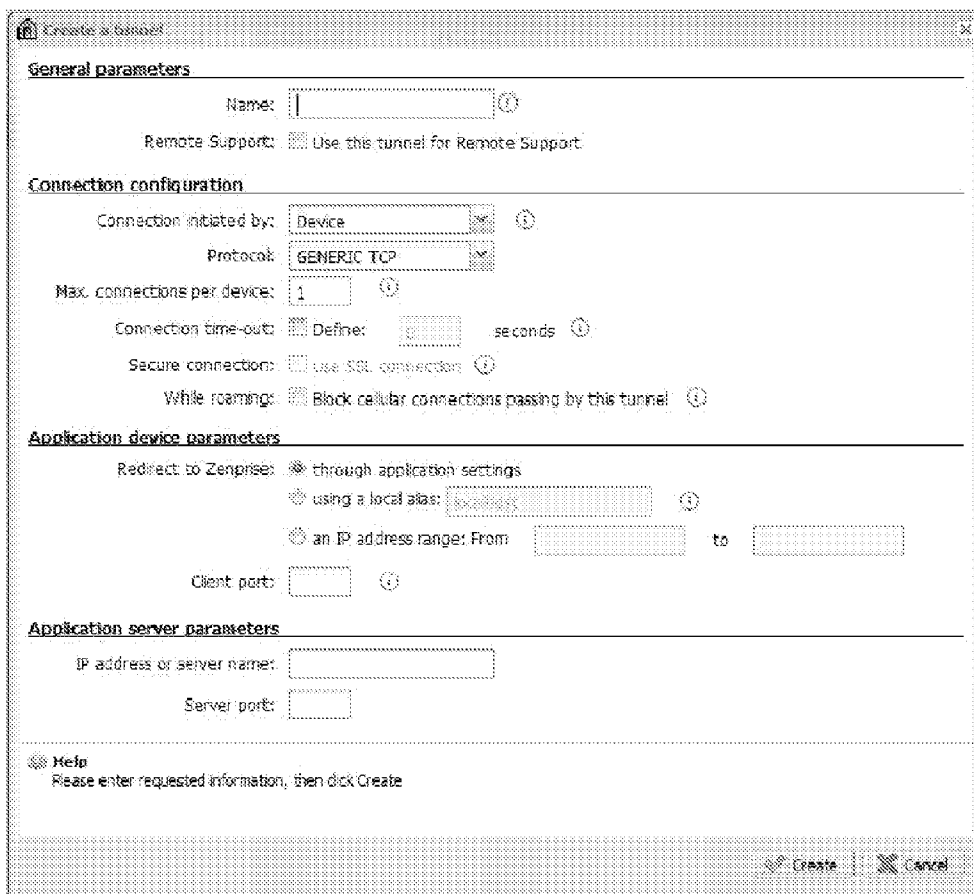 Create a tunnel
General parameters
Name:
Remote Support: Use this tunnel for Remote Support
Connection configuration
Connection initiated by: Device
Protocol: GENERIC TCP
Max. connections per device: 1
Connection time-out: Define: 0 seconds
Secure connection: use SSL connection
While roaming: Block cellular connections passing by this tunnel
Application device parameters
Redirect to Zenprise: through application settings
using a local alias: localhost
an IP address range: From to
Client port:
Application server parameters
IP address or server name:
Server port:
Help
Please enter requested information, then click Create
Create Cancel